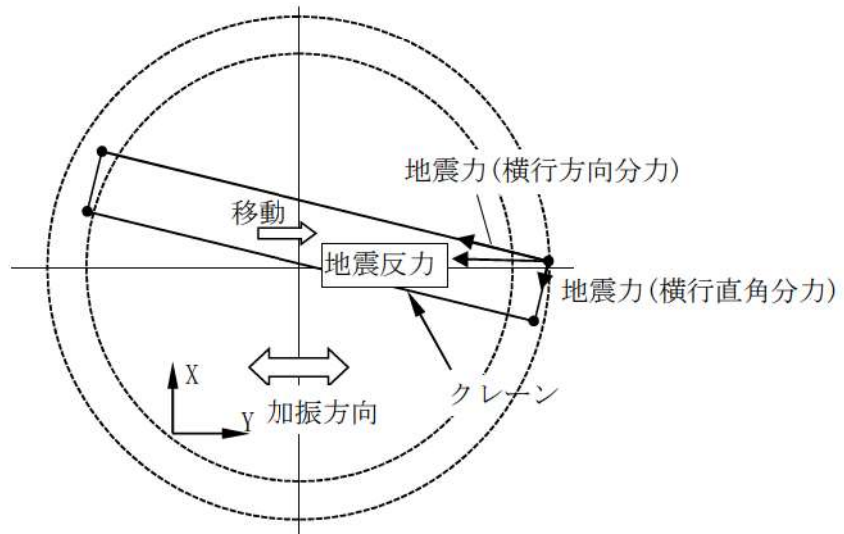 地震力(横行方向分力)
移動
地震反力
地震力(横行直角分力)
X
Y
加振方向
クレーン